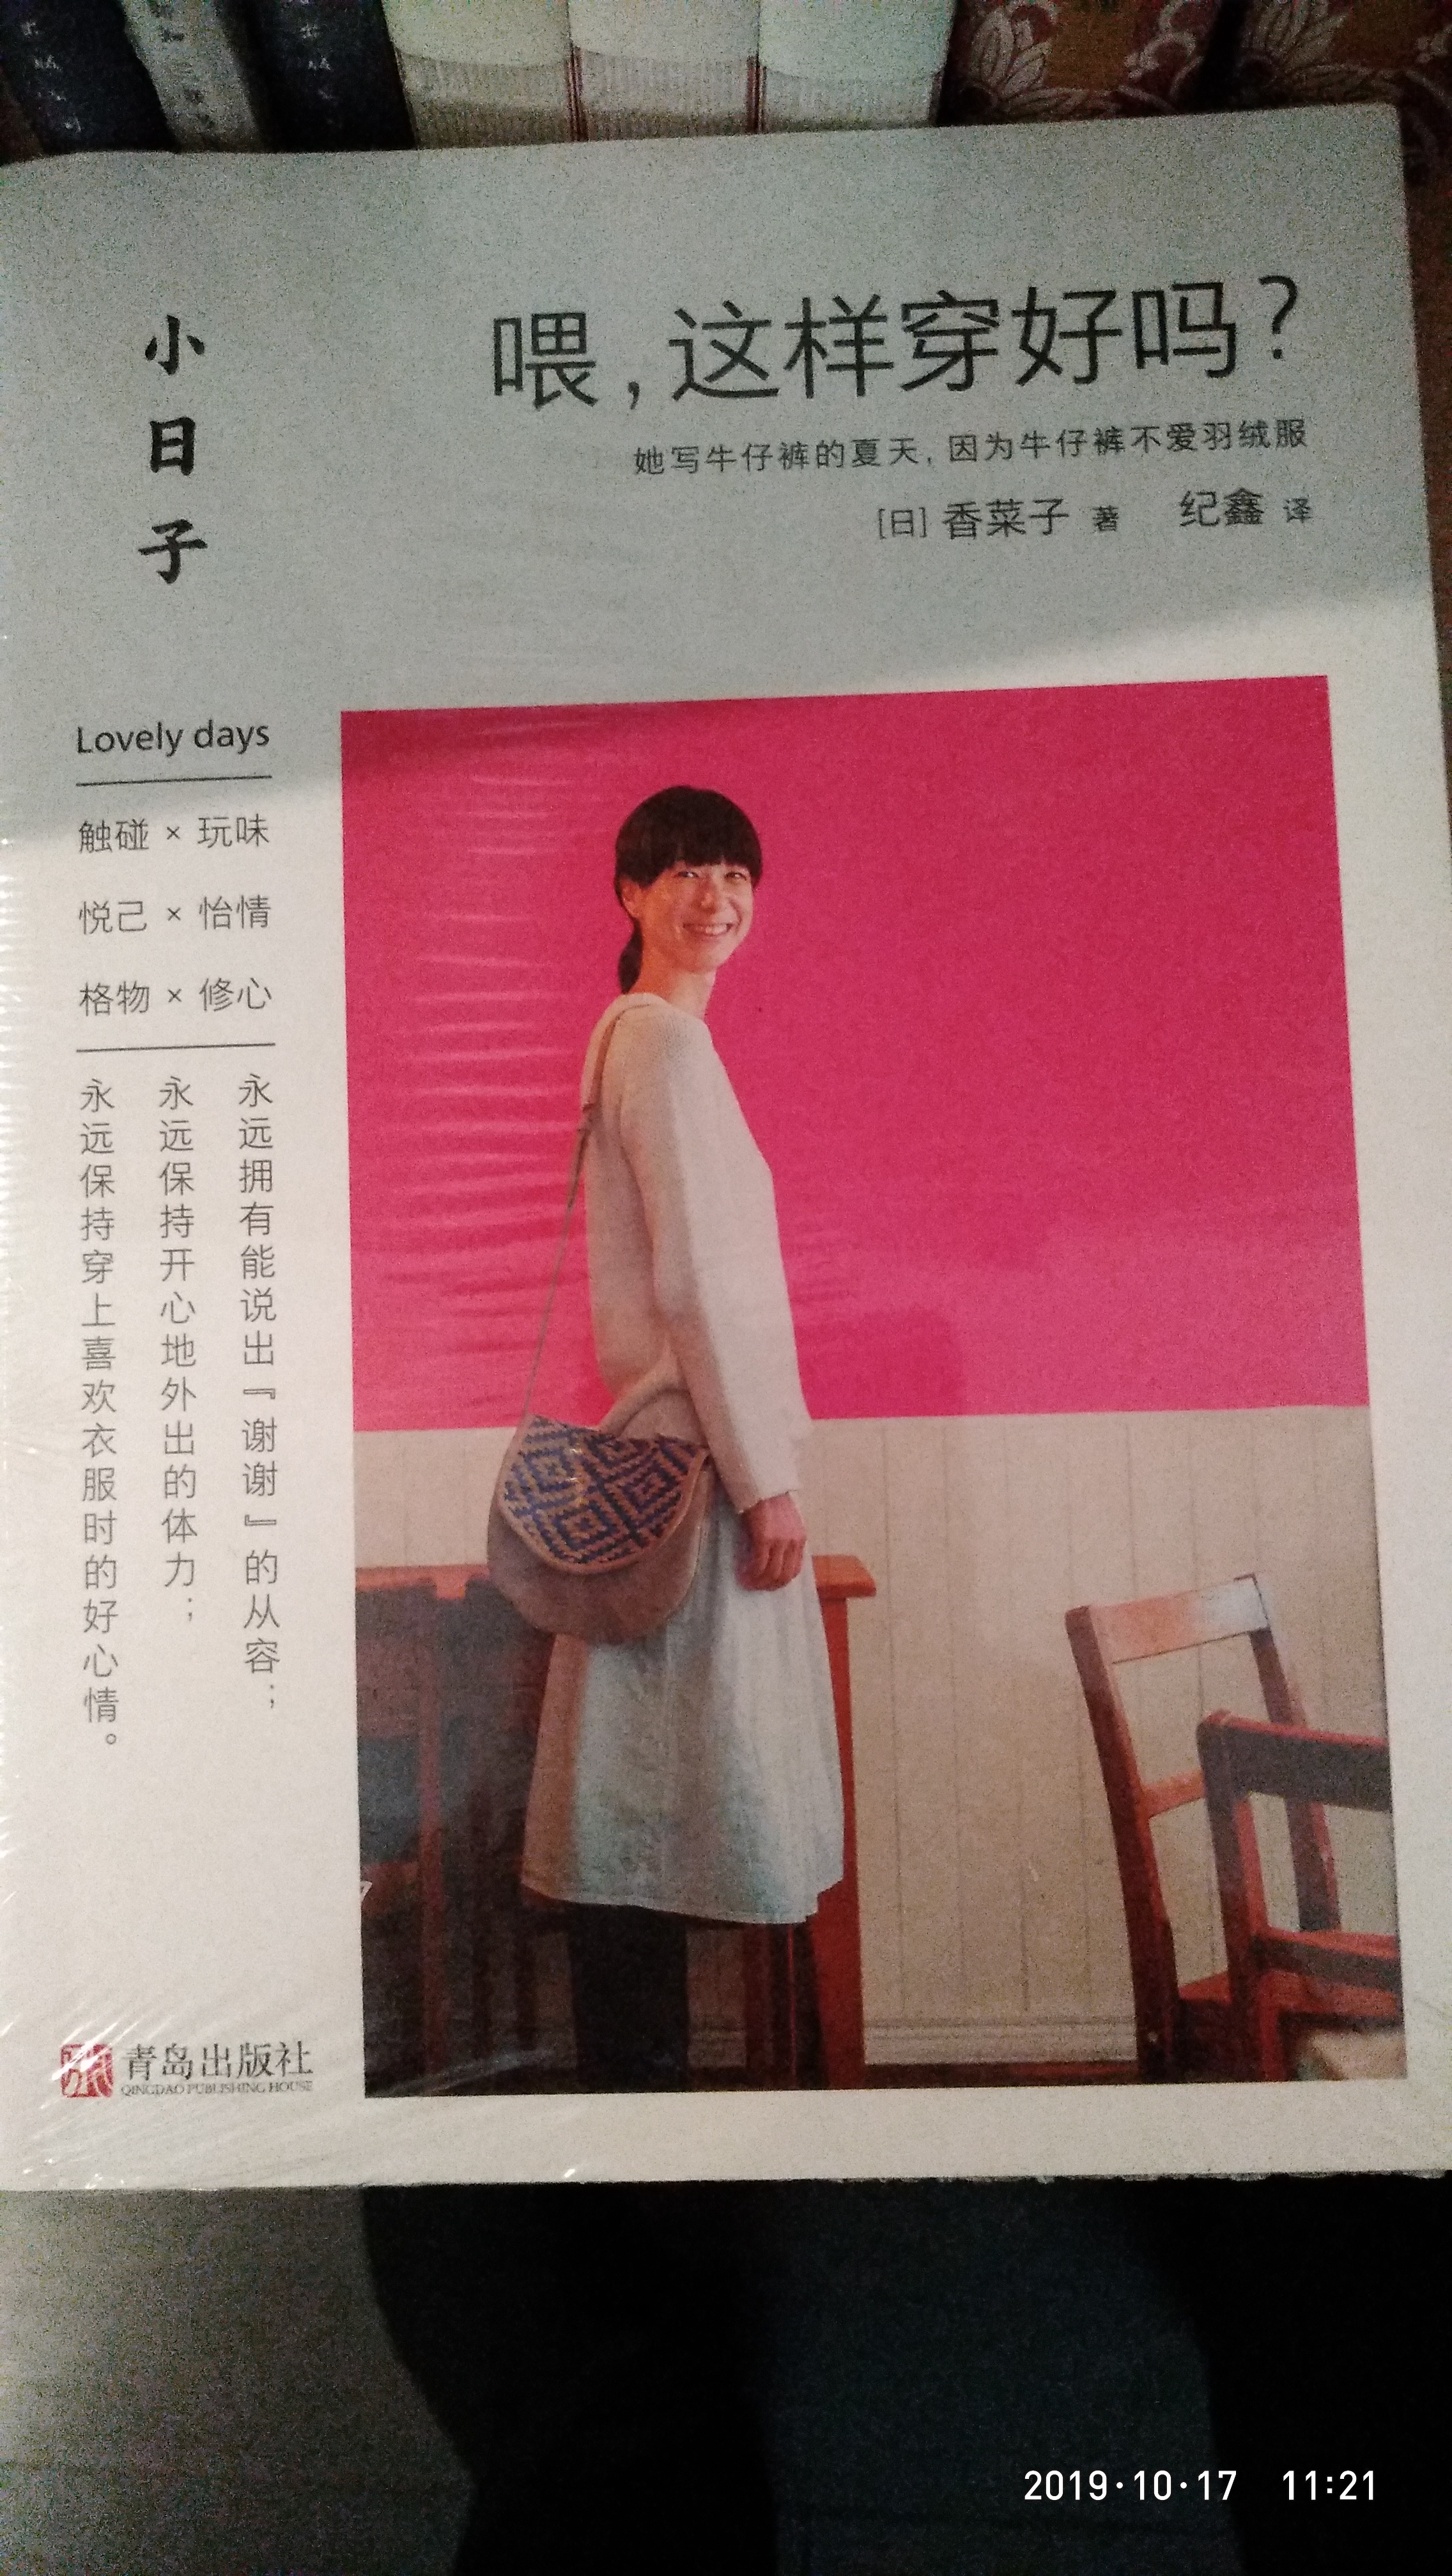 小日子
喂,这样穿好吗?
她写牛仔裤的夏天,因为牛仔裤不爱羽绒服
[日] 香菜子 著 纪鑫 译
Lovely days
触碰 × 玩味
悦己 × 怡情
格物 × 修心
永远拥有能说出『谢谢』的从容;
永远保持开心地外出的体力;
永远保持穿上喜欢衣服时的好心情。
青岛出版社
QINGDAO PUBLISHING HOUSE
2019·10·17 11:21